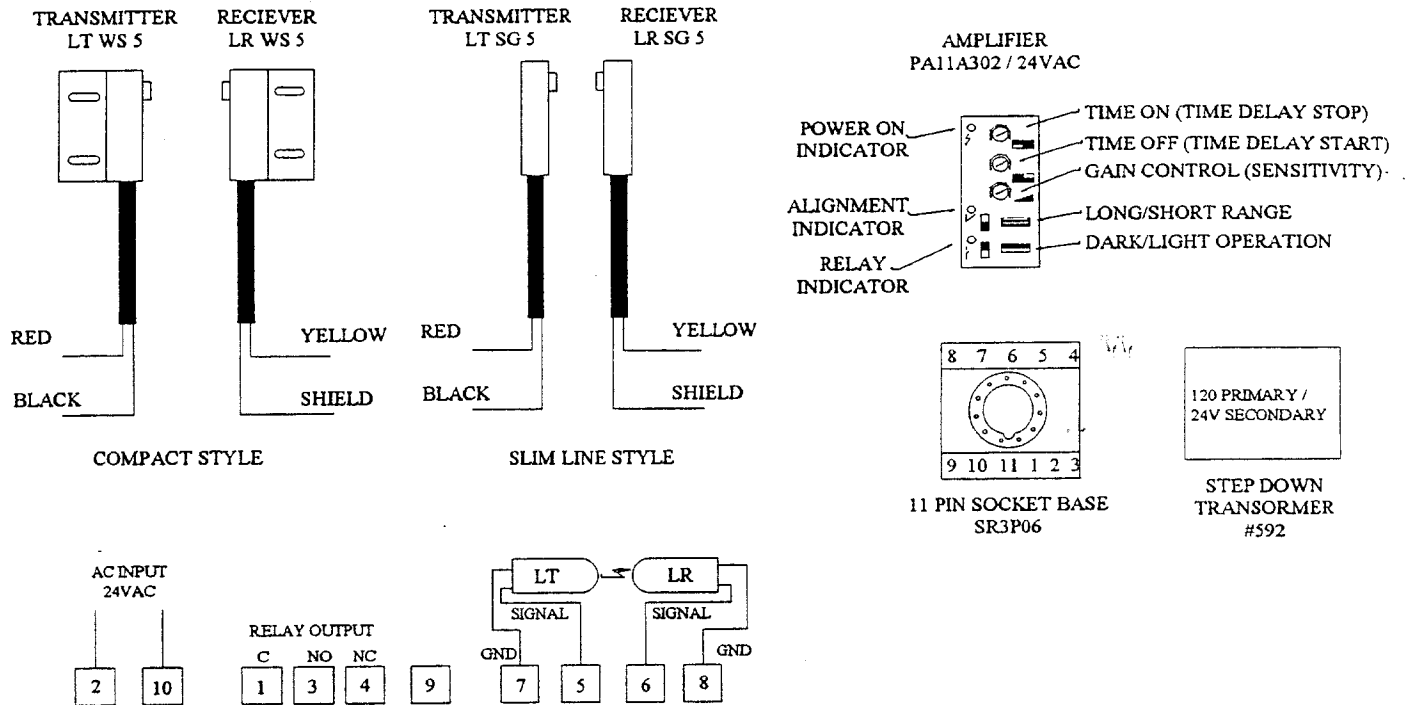 TRANSMITTER
LT WS 5
RECIEVER
LR WS 5
TRANSMITTER
LT SG 5
RECIEVER
LR SG 5
RED
BLACK
YELLOW
SHIELD
RED
BLACK
YELLOW
SHIELD
COMPACT STYLE
SLIM LINE STYLE
AMPLIFIER
PA11A302 / 24VAC
POWER ON
INDICATOR
ALIGNMENT
INDICATOR
RELAY
INDICATOR
TIME ON (TIME DELAY STOP)
TIME OFF (TIME DELAY START)
GAIN CONTROL (SENSITIVITY)
LONG/SHORT RANGE
DARK/LIGHT OPERATION
8 7 6 5 4
9 10 11 1 2 3
11 PIN SOCKET BASE
SR3P06
120 PRIMARY /
24V SECONDARY
STEP DOWN
TRANSORMER
#592
AC INPUT
24VAC
2 10
RELAY OUTPUT
C NO NC
1 3 4 9
LT LR
SIGNAL SIGNAL
GND GND
7 5 6 8